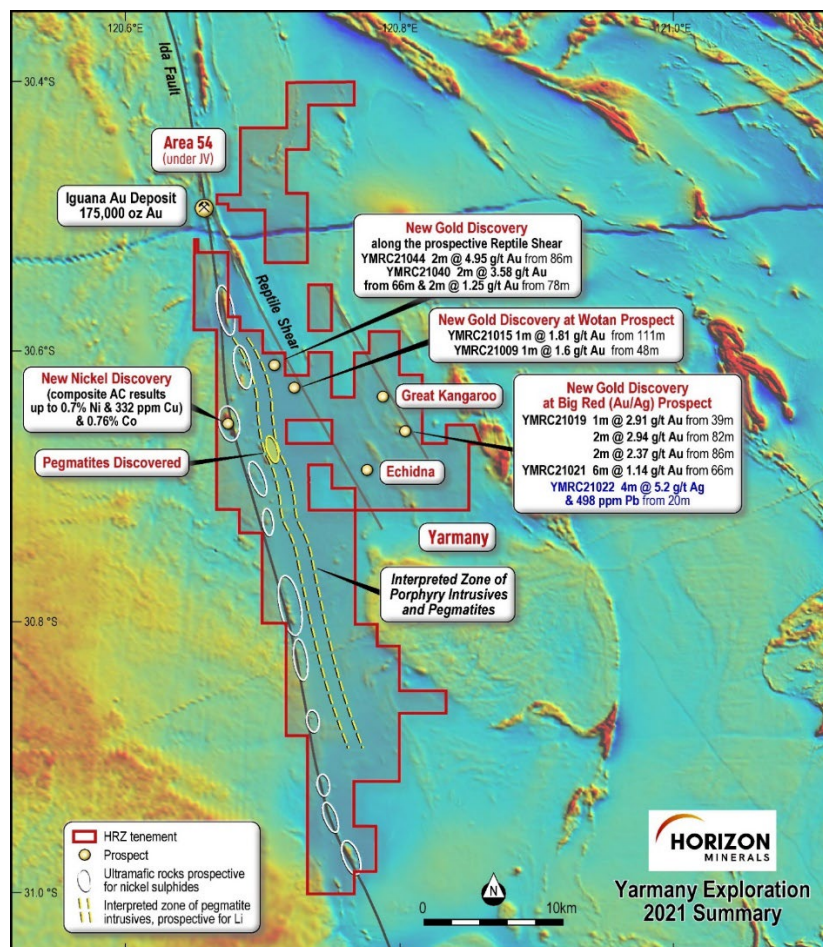 120.6°
120.8°
121.0°
30.4°S
30.6°S
30.8°S
31.0°S
Ida Fault
Area 54
(under JV)
Iguana Au Deposit
175,000 oz Au
Reptile Shear
New Gold Discovery
along the prospective Reptile Shear
YMRC21044 2m @ 4.95 g/t Au from 86m
YMRC21040 2m @ 3.58 g/t Au
from 66m & 2m @ 1.25 g/t Au from 78m
New Gold Discovery at Wotan Prospect
YMRC21015 1m @ 1.81 g/t Au from 111m
YMRC21009 1m @ 1.6 g/t Au from 48m
New Nickel Discovery
(composite AC results
up to 0.7% Ni & 332 ppm Cu)
& 0.76% Co
Great Kangaroo
New Gold Discovery
at Big Red (Au/Ag) Prospect
YMRC21019 1m @ 2.91 g/t Au from 39m
2m @ 2.94 g/t Au from 82m
2m @ 2.37 g/t Au from 86m
YMRC21021 6m @ 1.14 g/t Au from 66m
YMRC21022 4m @ 5.2 g/t Ag
& 498 ppm Pb from 20m
Pegmatites Discovered
Echidna
Yarmany
Interpreted Zone of
Porphyry Intrusives
and Pegmatites
HRZ tenement
Prospect
Ultramafic rocks prospective
for nickel sulphides
Interpreted zone of pegmatite
intrusives, prospective for Li
N
0
10km
HORIZON
MINERALS
Yarmany Exploration
2021 Summary